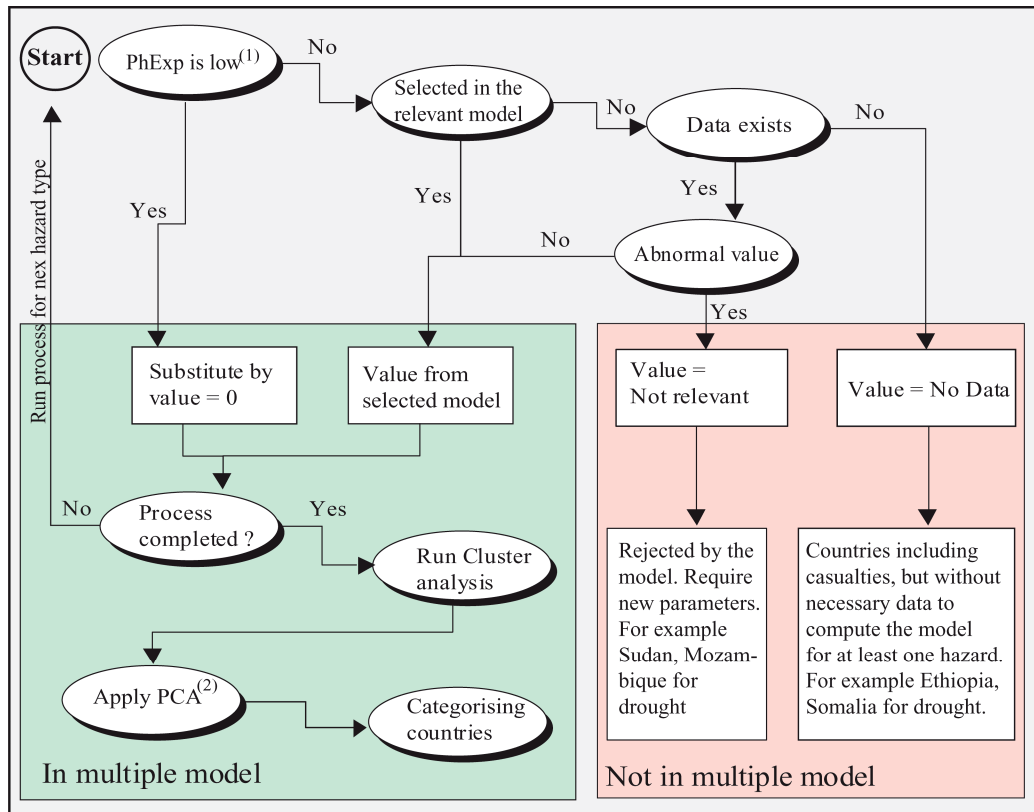 Start
PhExp is low(1)
No
Selected in the
relevant model
No
Data exists
No
Yes
Yes
Yes
Abnormal value
No
Yes
Run process for nex hazard type
Substitute by
value = 0
Value from
selected model
Value =
Not relevant
Value = No Data
No
Process
completed ?
Yes
Run Cluster
analysis
Apply PCA(2)
Categorising
countries
In multiple model
Rejected by the
model. Require
new parameters.
For example
Sudan, Mozam-
bique for
drought
Countries including
casualties, but without
necessary data to
compute the model
for at least one hazard.
For example Ethiopia,
Somalia for drought.
Not in multiple model